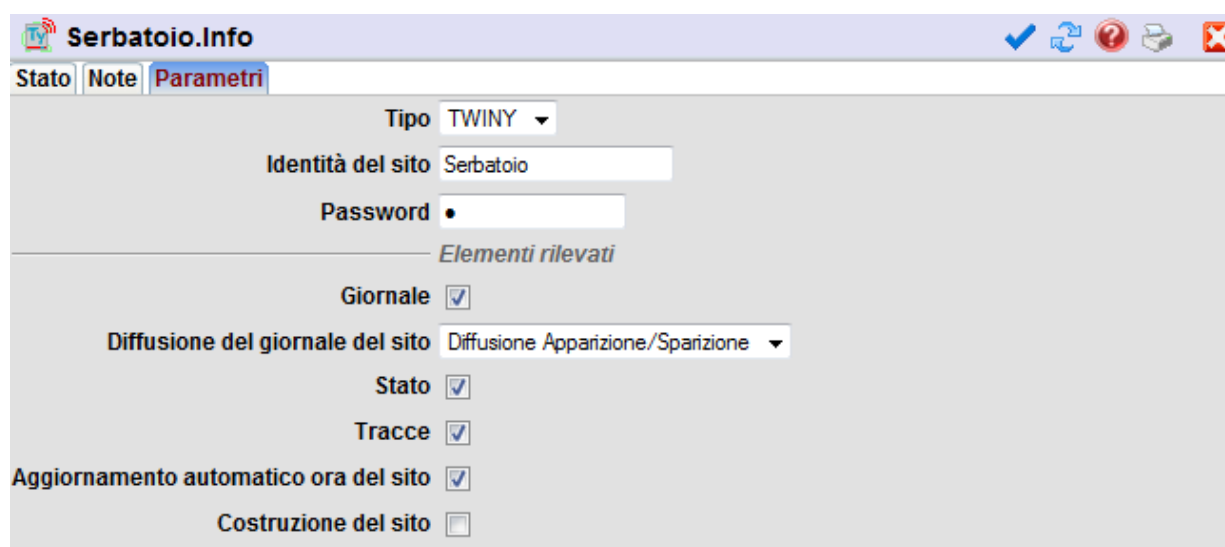 Ty Serbatoio.Info
Stato Note Parametri
Tipo TWINY
Identità del sito Serbatoio
Password •
Elementi rilevati
Giornale
Diffusione del giornale del sito Diffusione Apparizione/Sparizione
Stato
Tracce
Aggiornamento automatico ora del sito
Costruzione del sito